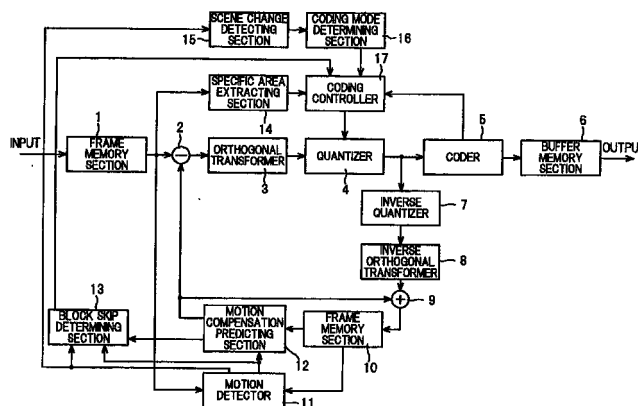 SCENE CHANGE
DETECTING
SECTION
15
CODING MODE
DETERMINING
SECTION
16
17
SPECIFIC AREA
EXTRACTING
SECTION
14
CODING
CONTROLLER
INPUT
1
FRAME
MEMORY
SECTION
2
ORTHOGONAL
TRANSFORMER
3
QUANTIZER
4
5
CODER
6
BUFFER
MEMORY
SECTION
OUTPUT
INVERSE
QUANTIZER
7
INVERSE
ORTHOGONAL
TRANSFORMER
8
9
13
BLOCK SKIP
DETERMINING
SECTION
MOTION
COMPENSATION
PREDICTING
SECTION
12
FRAME
MEMORY
SECTION
10
MOTION
DETECTOR
11